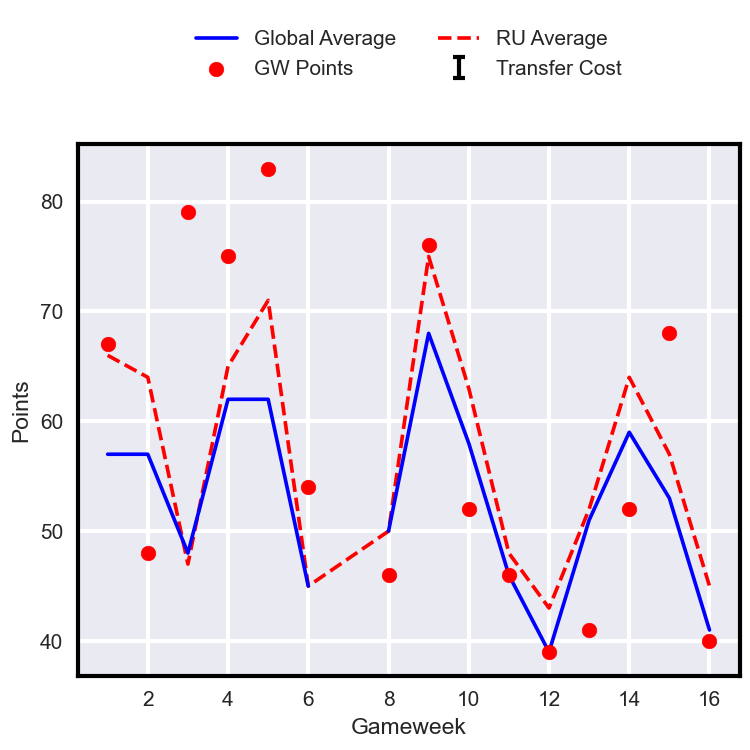 Global Average RU Average
GW Points Transfer Cost
80
70
60
50
40
Points
2 4 6 8 10 12 14 16
Gameweek